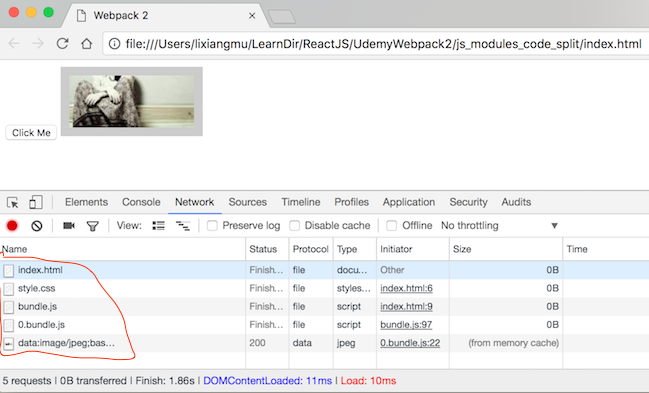 Webpack 2
file:///Users/lixiangmu/LearnDir/ReactJS/UdemyWebpack2/js_modules_code_split/index.html
Click Me
Elements Console Network Sources Timeline Profiles Application Security Audits
View: Preserve log Disable cache Offline No throttling
Name Status Protocol Type Initiator Size Time
index.html Finish... file docu... Other 0B
style.css Finish... file styles... index.html:6 0B
bundle.js Finish... file script index.html:9 0B
0.bundle.js Finish... file script bundle.js:97 0B
data:image/jpeg;bas... 200 data jpeg 0.bundle.js:22 (from memory cache)
5 requests | 0B transferred | Finish: 1.86s | DOMContentLoaded: 11ms | Load: 10ms